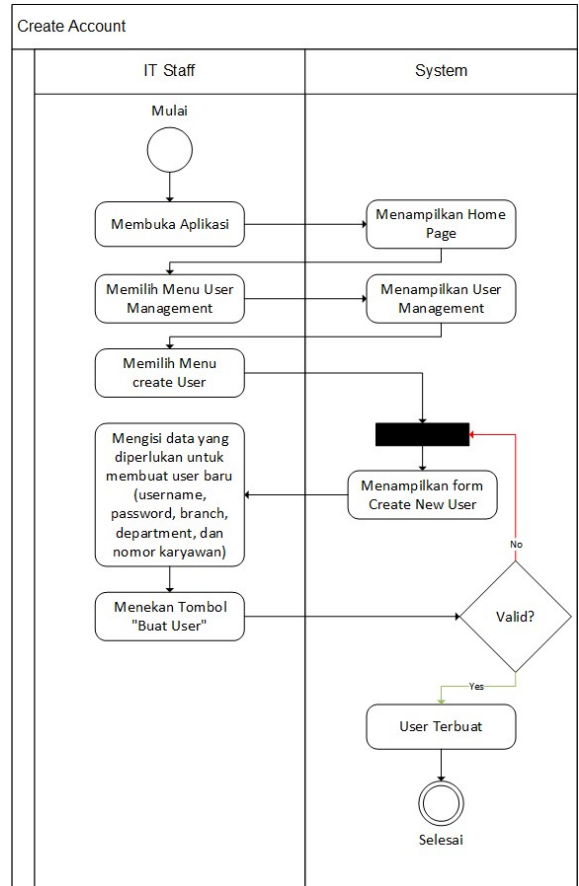 Create Account
IT Staff
System
Mulai
Membuka Aplikasi
Menampilkan Home
Page
Memilih Menu User
Management
Menampilkan User
Management
Memilih Menu
create User
Mengisi data yang
diperlukan untuk
membuat user baru
(username,
password, branch,
department, dan
nomor karyawan)
Menampilkan form
Create New User
No
Menekan Tombol
"Buat User"
Valid?
Yes
User Terbuat
Selesai